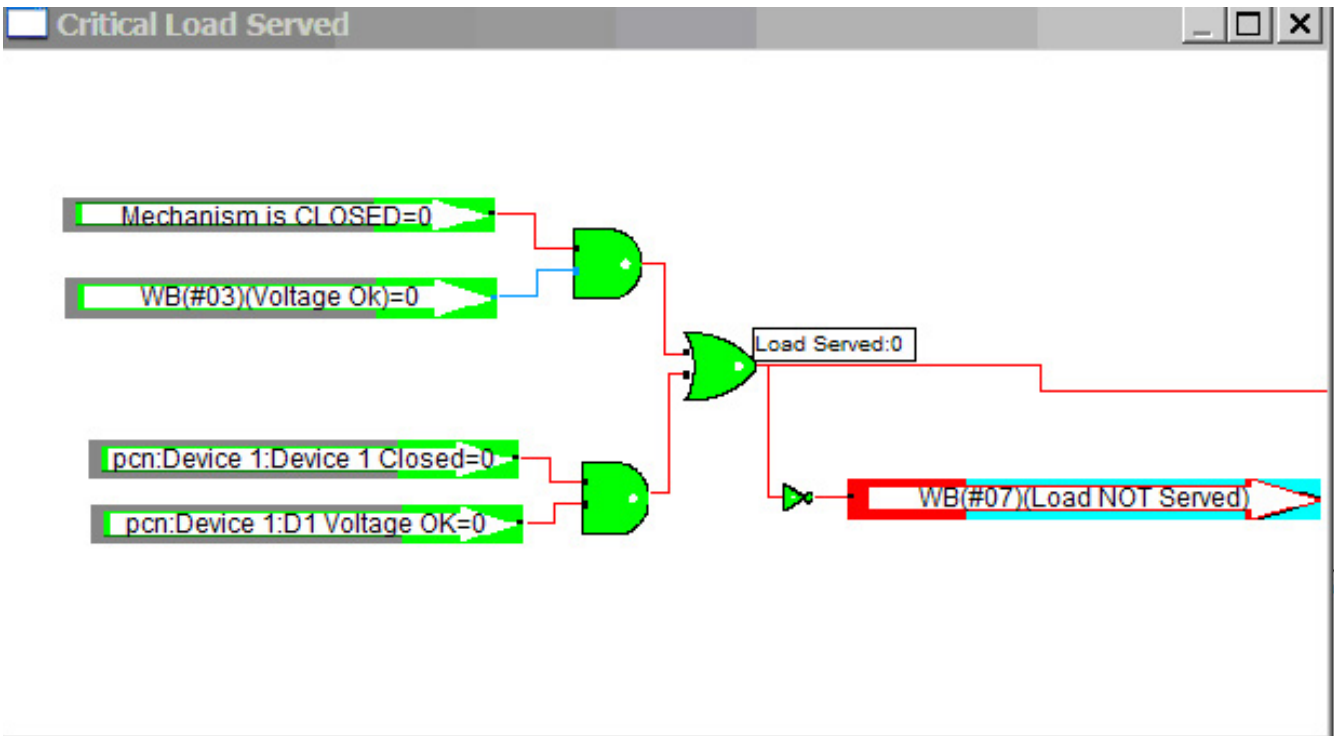 Critical Load Served
Mechanism is CLOSED=0
WB(#03)(Voltage Ok)=0
Load Served:0
pcn:Device 1:Device 1 Closed=0
WB(#07)(Load NOT Served)
pcn:Device 1:D1 Voltage OK=0